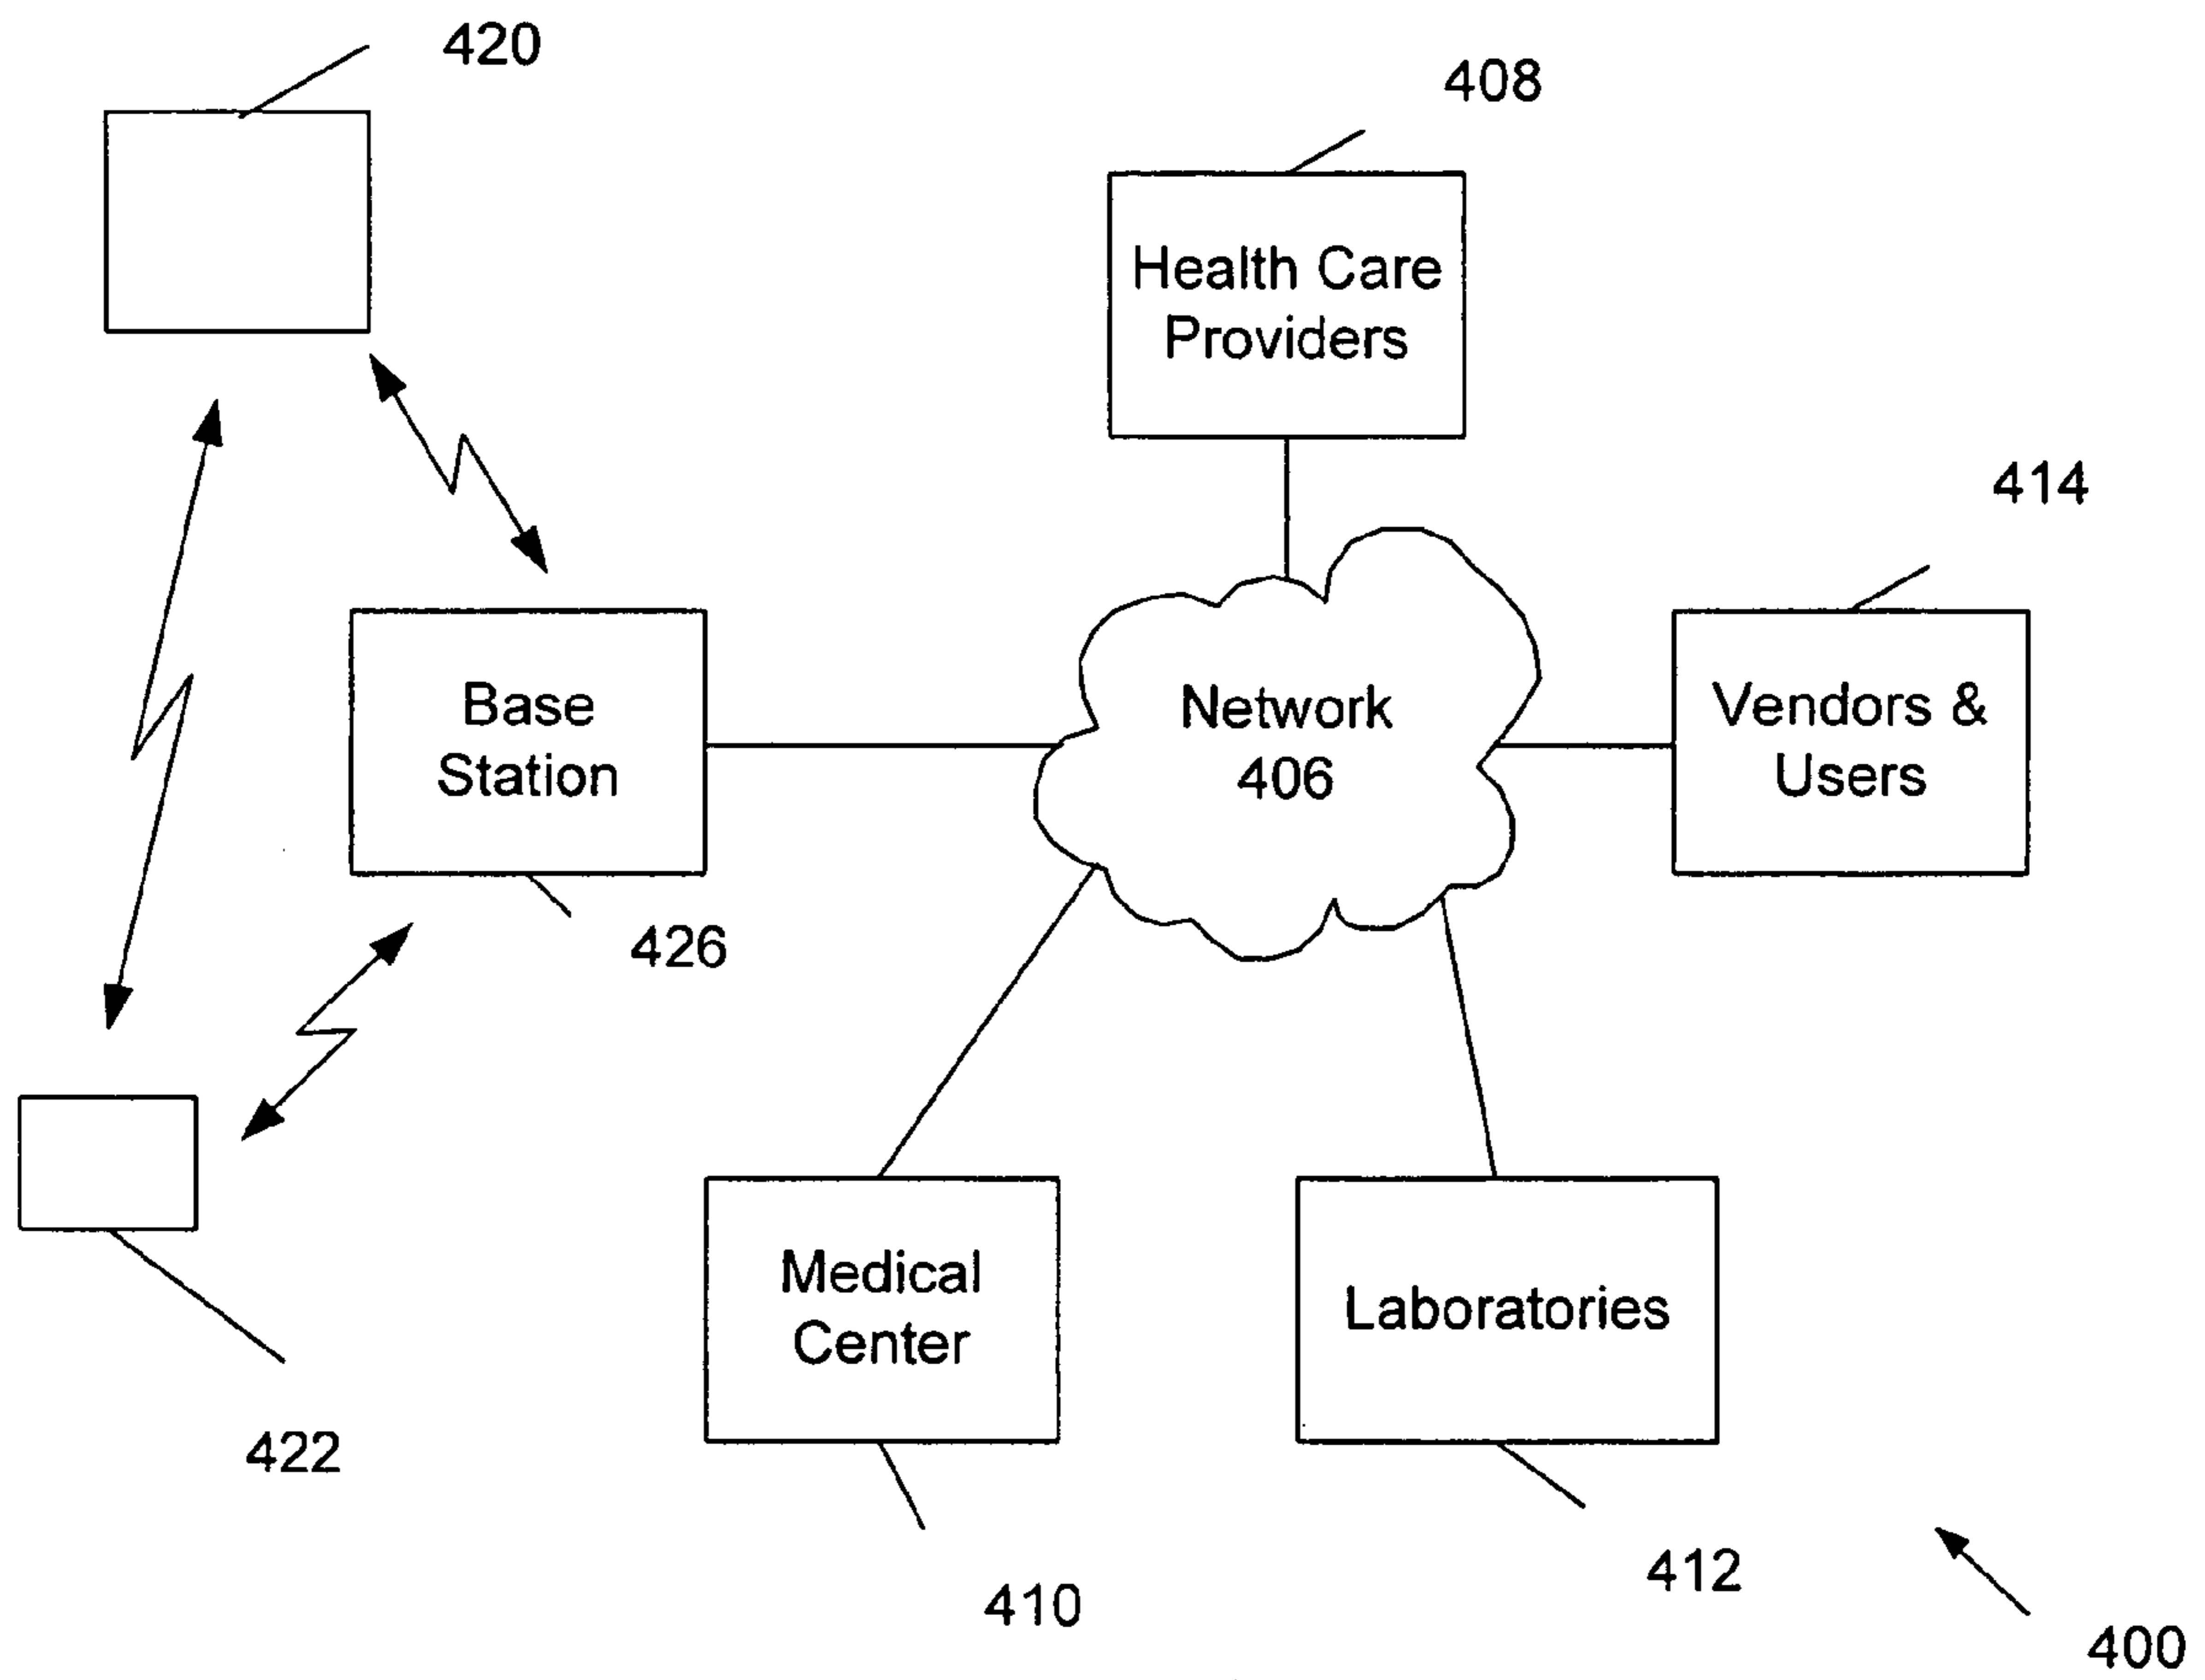 420
408
Health Care
Providers
414
Base
Station
426
Network
406
Vendors &
Users
422
Medical
Center
410
Laboratories
412
400